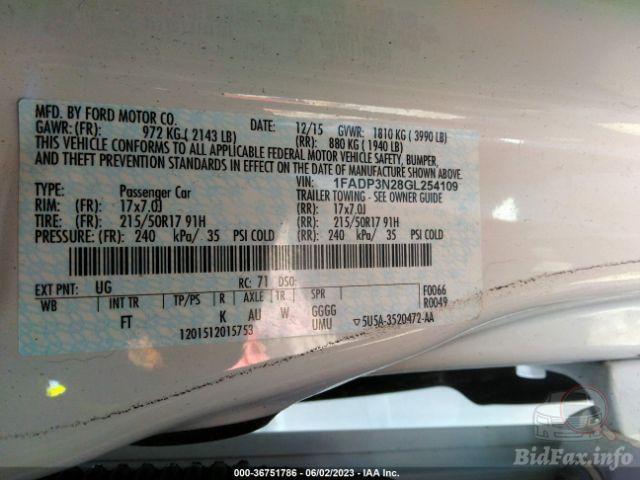 MFD. BY FORD MOTOR CO.
DATE: 12/15 GVWR: 1810 KG ( 3990 LB)
GAWR: (FR): 972 KG ( 2143 LB) (RR): 880 KG ( 1940 LB)
THIS VEHICLE CONFORMS TO ALL APPLICABLE FEDERAL MOTOR VEHICLE SAFETY, BUMPER,
AND THEFT PREVENTION STANDARDS IN EFFECT ON THE DATE OF MANUFACTURE SHOWN ABOVE.
VIN: 1FADP3N28GL254109
TYPE: Passenger Car TRAILER TOWING - SEE OWNER GUIDE
RIM: (FR): 17x7.0J (RR): 17x7.0J
TIRE: (FR): 215/50R17 91H (RR): 215/50R17 91H
PRESSURE: (FR): 240 kPa/ 35 PSI COLD (RR): 240 kPa/ 35 PSI COLD
EXT PNT: UG RC: 71 DSO: F0066
WB INT TR TP/PS R AXLE TR SPR R0049
FT K AU W GGGG
UMU
1201512015753 5U5A-3520472-AA
BidFax.info
000-36751786 - 06/02/2023 - IAA Inc.